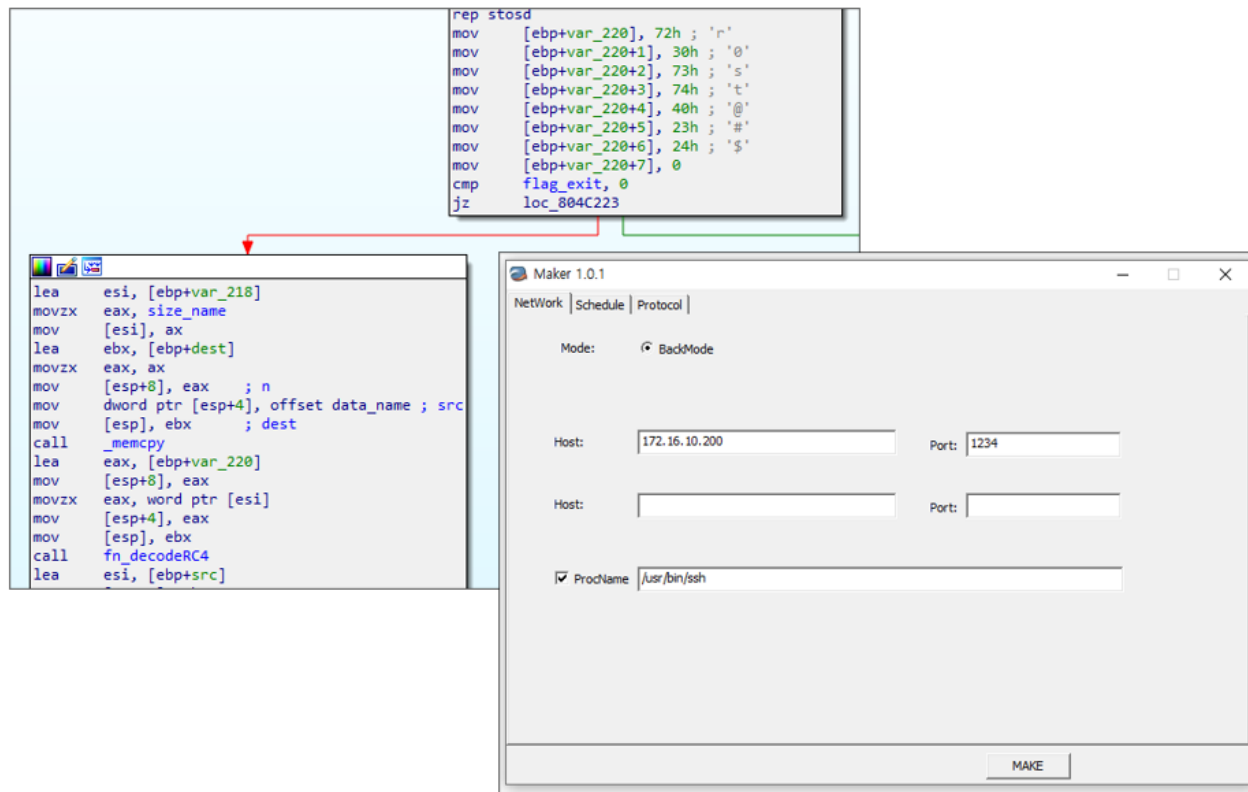 rep stosd
mov [ebp+var_220], 72h ; 'r'
mov [ebp+var_220+1], 30h ; '0'
mov [ebp+var_220+2], 73h ; 's'
mov [ebp+var_220+3], 74h ; 't'
mov [ebp+var_220+4], 40h ; '@'
mov [ebp+var_220+5], 23h ; '#'
mov [ebp+var_220+6], 24h ; '$'
mov [ebp+var_220+7], 0
cmp flag_exit, 0
jz loc_804C223
lea esi, [ebp+var_218]
movzx eax, size_name
mov [esi], ax
lea ebx, [ebp+dest]
movzx eax, ax
mov [esp+8], eax ; n
mov dword ptr [esp+4], offset data_name ; src
mov [esp], ebx ; dest
call _memcpy
lea eax, [ebp+var_220]
mov [esp+8], eax
movzx eax, word ptr [esi]
mov [esp+4], eax
mov [esp], ebx
call fn_decodeRC4
lea esi, [ebp+src]
Maker 1.0.1
NetWork Schedule Protocol
Mode: BackMode
Host: 172.16.10.200 Port: 1234
Host: Port:
ProcName /usr/bin/ssh
MAKE